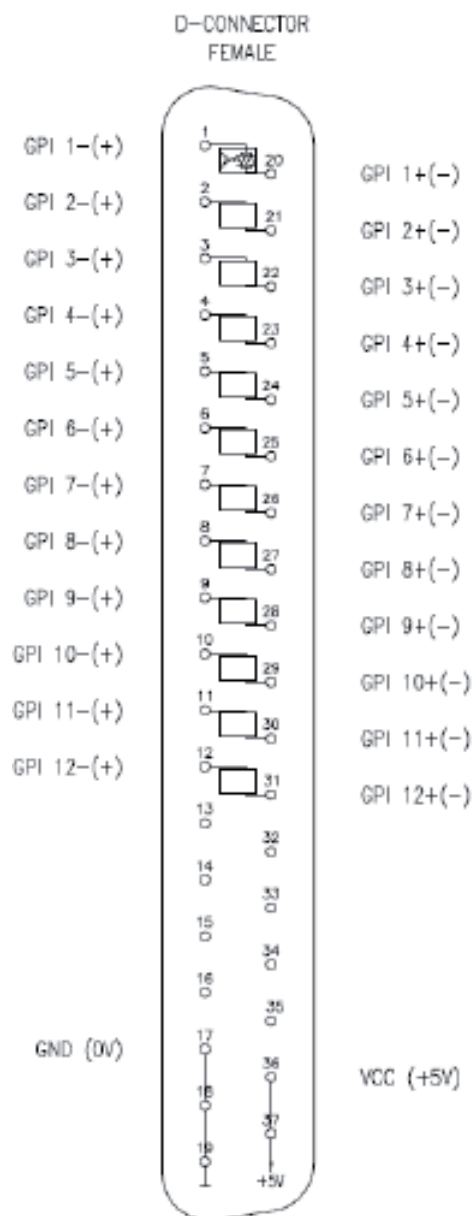 D-CONNECTOR
FEMALE
1
GPI 1-(+)
20
GPI 1+(-)
2
GPI 2-(+)
21
GPI 2+(-)
3
GPI 3-(+)
22
GPI 3+(-)
4
GPI 4-(+)
23
GPI 4+(-)
5
GPI 5-(+)
24
GPI 5+(-)
6
GPI 6-(+)
25
GPI 6+(-)
7
GPI 7-(+)
26
GPI 7+(-)
8
GPI 8-(+)
27
GPI 8+(-)
9
GPI 9-(+)
28
GPI 9+(-)
10
GPI 10-(+)
29
GPI 10+(-)
11
GPI 11-(+)
30
GPI 11+(-)
12
GPI 12-(+)
31
GPI 12+(-)
13
32
14
33
15
34
16
35
17
GND (0V)
36
VCC (+5V)
18
37
19
+5V